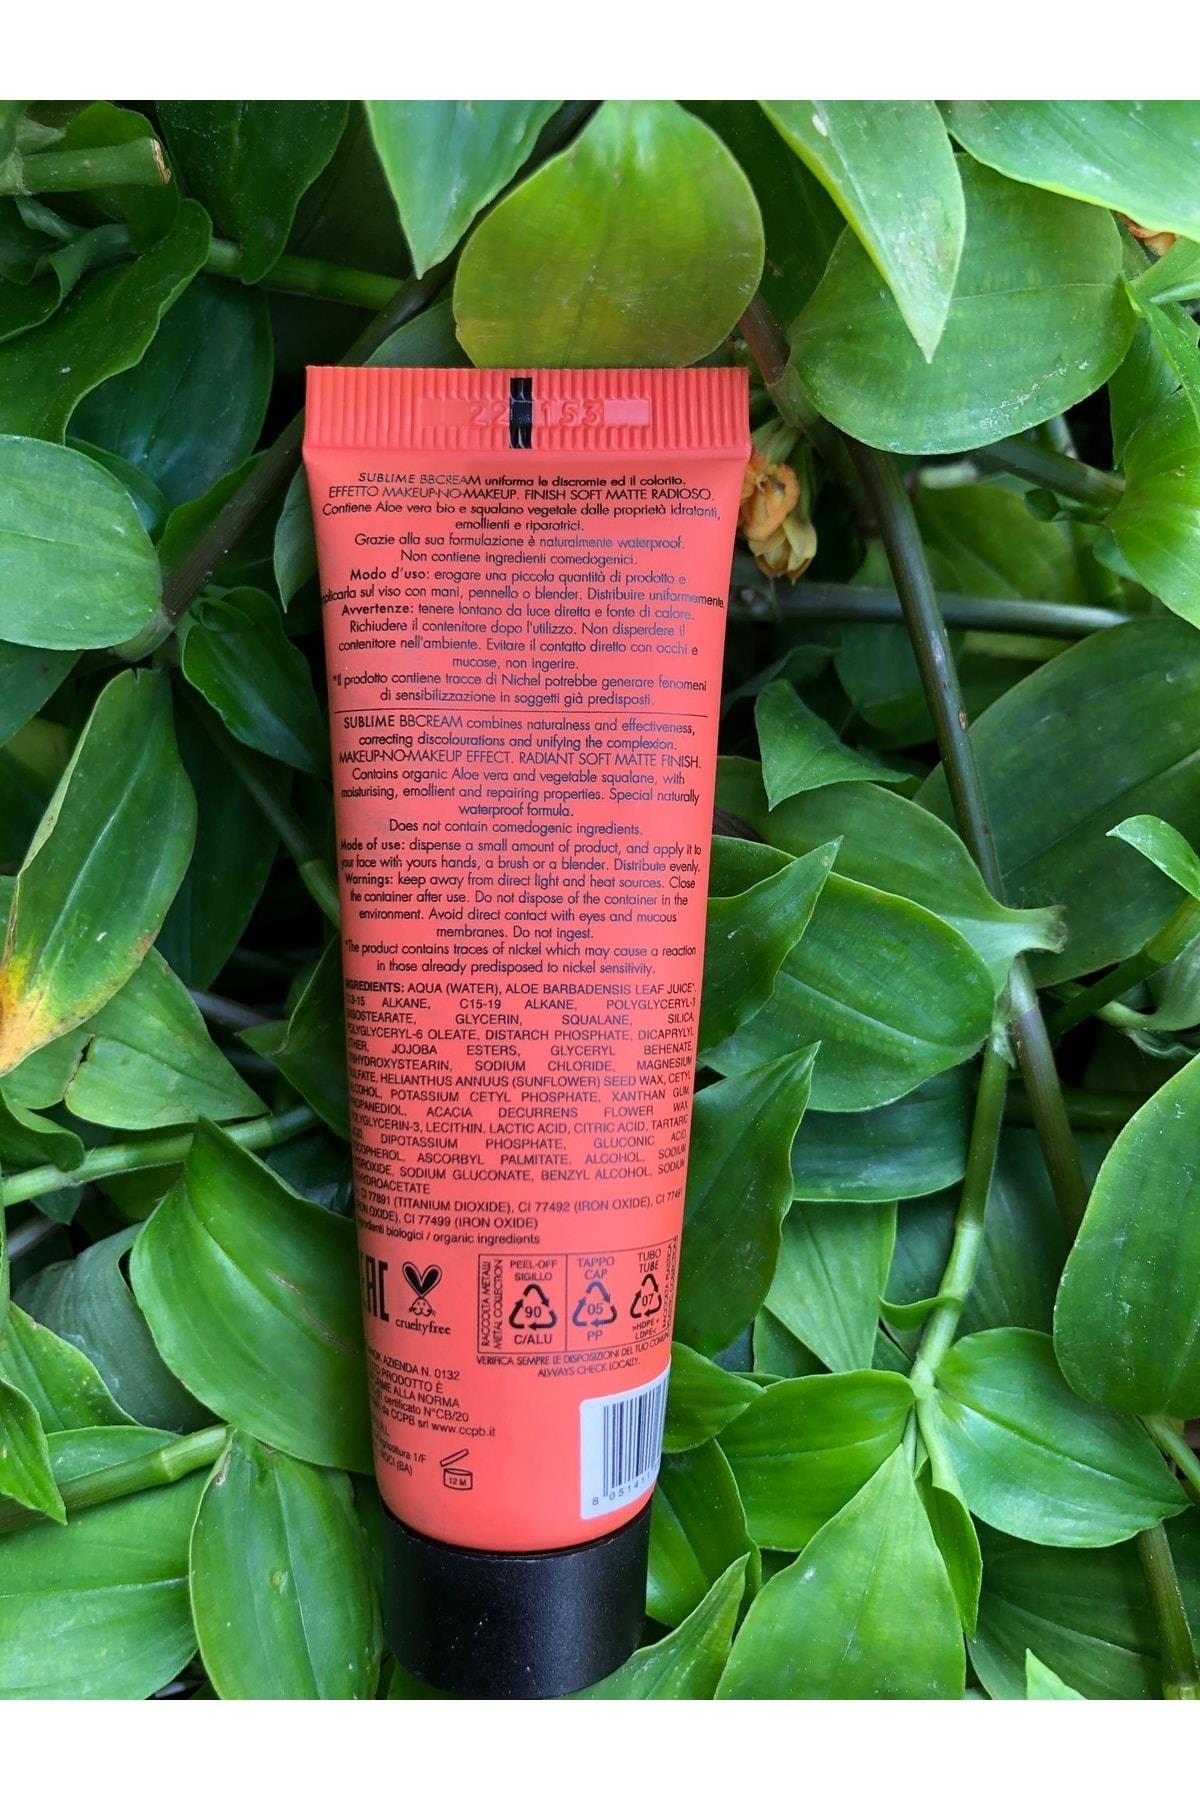 22 153
SUBLIME BBCREAM uniforma le discromie ed il colorito.
EFFETTO MAKEUP-NO-MAKEUP. FINISH SOFT MATTE RADIOSO.
Contiene Aloe vera bio e squalano vegetale dalle proprietà idratanti,
emollienti e riparatrici.
Grazie alla sua formulazione è naturalmente waterproof.
Non contiene ingredienti comedogenici.
Modo d'uso: erogare una piccola quantità di prodotto e
plicarla sul viso con mani, pennello o blender. Distribuire uniformemente.
Avvertenze: tenere lontano da luce diretta e fonte di calore.
Richiudere il contenitore dopo l'utilizzo. Non disperdere il
contenitore nell'ambiente. Evitare il contatto diretto con occhi e
mucose, non ingerire.
*Il prodotto contiene tracce di Nichel potrebbe generare fenomeni
di sensibilizzazione in soggetti già predisposti.
SUBLIME BBCREAM combines naturalness and effectiveness,
correcting discolourations and unifying the complexion.
MAKEUP-NO-MAKEUP EFFECT. RADIANT SOFT MATTE FINISH.
Contains organic Aloe vera and vegetable squalane, with
moisturising, emollient and repairing properties. Special naturally
waterproof formula.
Does not contain comedogenic ingredients.
Mode of use: dispense a small amount of product, and apply it to
your face with yours hands, a brush or a blender. Distribute evenly.
Warnings: keep away from direct light and heat sources. Close
the container after use. Do not dispose of the container in the
environment. Avoid direct contact with eyes and mucous
membranes. Do not ingest.
*The product contains traces of nickel which may cause a reaction
in those already predisposed to nickel sensitivity.
INGREDIENTS: AQUA (WATER), ALOE BARBADENSIS LEAF JUICE*,
C13-15 ALKANE, C15-19 ALKANE, POLYGLYCERYL-3
GLYCERIN, SQUALANE, SILICA,
POLYGLYCERYL-6 OLEATE, DISTARCH PHOSPHATE, DICAPRYLYL
ETHER, JOJOBA ESTERS, GLYCERYL BEHENATE,
TRIHYDROXYSTEARIN, SODIUM CHLORIDE, MAGNESIUM
SULFATE, HELIANTHUS ANNUUS (SUNFLOWER) SEED WAX, CETYL
ALCOHOL, POTASSIUM CETYL PHOSPHATE, XANTHAN GUM,
PROPANEDIOL, ACACIA DECURRENS FLOWER WAX,
POLYGLYCERIN-3, LECITHIN, LACTIC ACID, CITRIC ACID, TARTARIC
ACID, DIPOTASSIUM PHOSPHATE, GLUCONIC ACID,
TOCOPHEROL, ASCORBYL PALMITATE, ALCOHOL, SODIUM
HYDROXIDE, SODIUM GLUCONATE, BENZYL ALCOHOL, SODIUM
DEHYDROACETATE
CI 77891 (TITANIUM DIOXIDE), CI 77492 (IRON OXIDE), CI 77491
(IRON OXIDE), CI 77499 (IRON OXIDE)
ingredienti biologici / organic ingredients
EAC
crueltyfree
RACCOLTA METALLI
METAL COLLECTION
PEEL-OFF
SIGILLO
90
C/ALU
TAPPO
CAP
05
PP
TUBO
TUBE
07
>HDPE+
LDPE<
RACCOLTA PLASTICA
VERIFICA SEMPRE LE DISPOSIZIONI DEL TUO COMUNE.
ALWAYS CHECK LOCALLY.
AZIENDA N. 0132
PRODOTTO È
ALLA NORMA
certificato N°CB/20
da CCPB srl www.ccpb.it
1/F
(BA)
12 M
8 051411